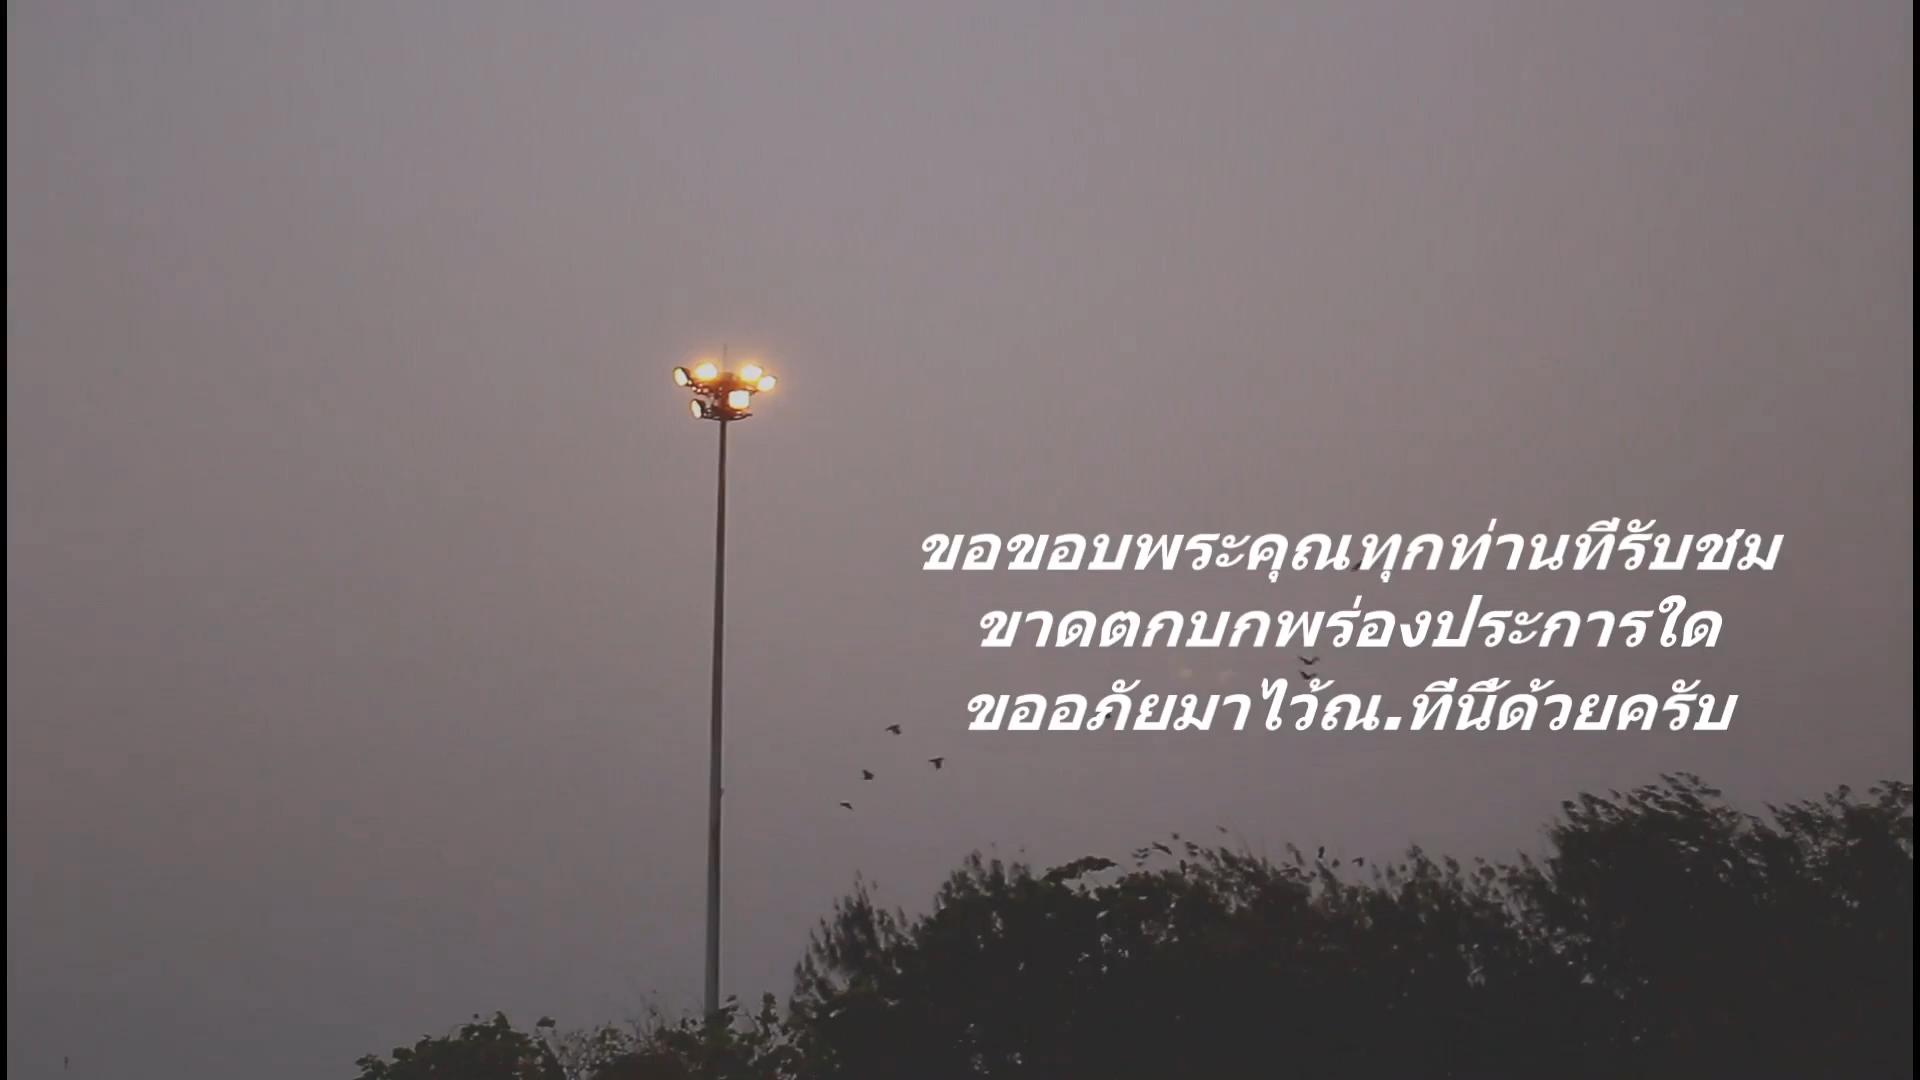 ขอขอบพระคุณทุกท่านที่รับชม
ขาดตกบกพร่องประการใด
ขออภัยมาไว้ณ.ที่นี้ด้วยครับ